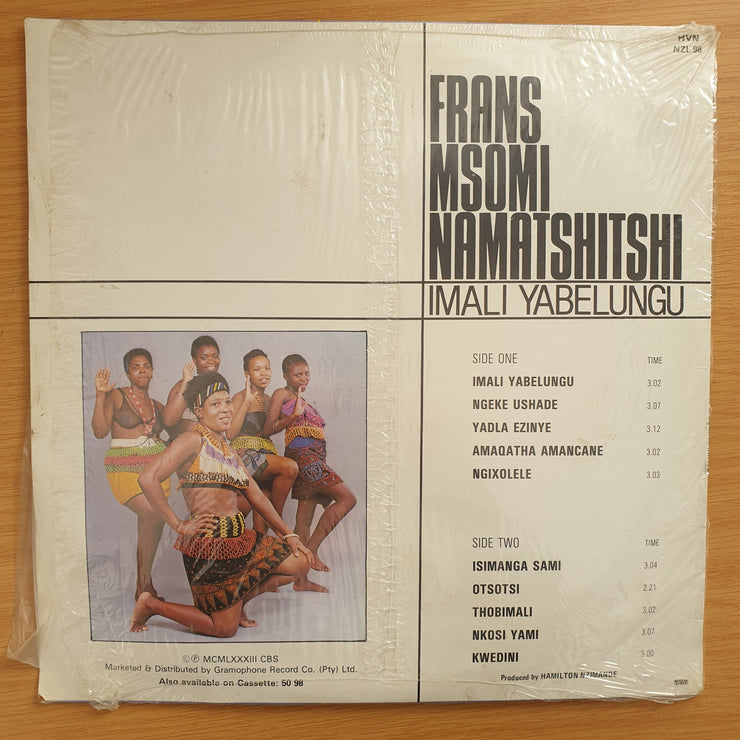 HVN
NZL 98
FRANS
MSOMI
NAMATSHITSHI
IMALI YABELUNGU
SIDE ONE TIME
IMALI YABELUNGU 3.02
NGEKE USHADE 3.07
YADLA EZINYE 3.12
AMAQATHA AMANCANE 3.02
NGIXOLELE 3.03
SIDE TWO TIME
ISIMANGA SAMI 3.04
OTSOTSI 2.21
THOBIMALI 3.02
NKOSI YAMI 3.07
KWEDINI 3.00
Produced by HAMILTON NZIMANDE
©℗ MCMLXXXIII CBS
Marketed & Distributed by Gramophone Record Co. (Pty) Ltd.
Also available on Cassette: 50 98